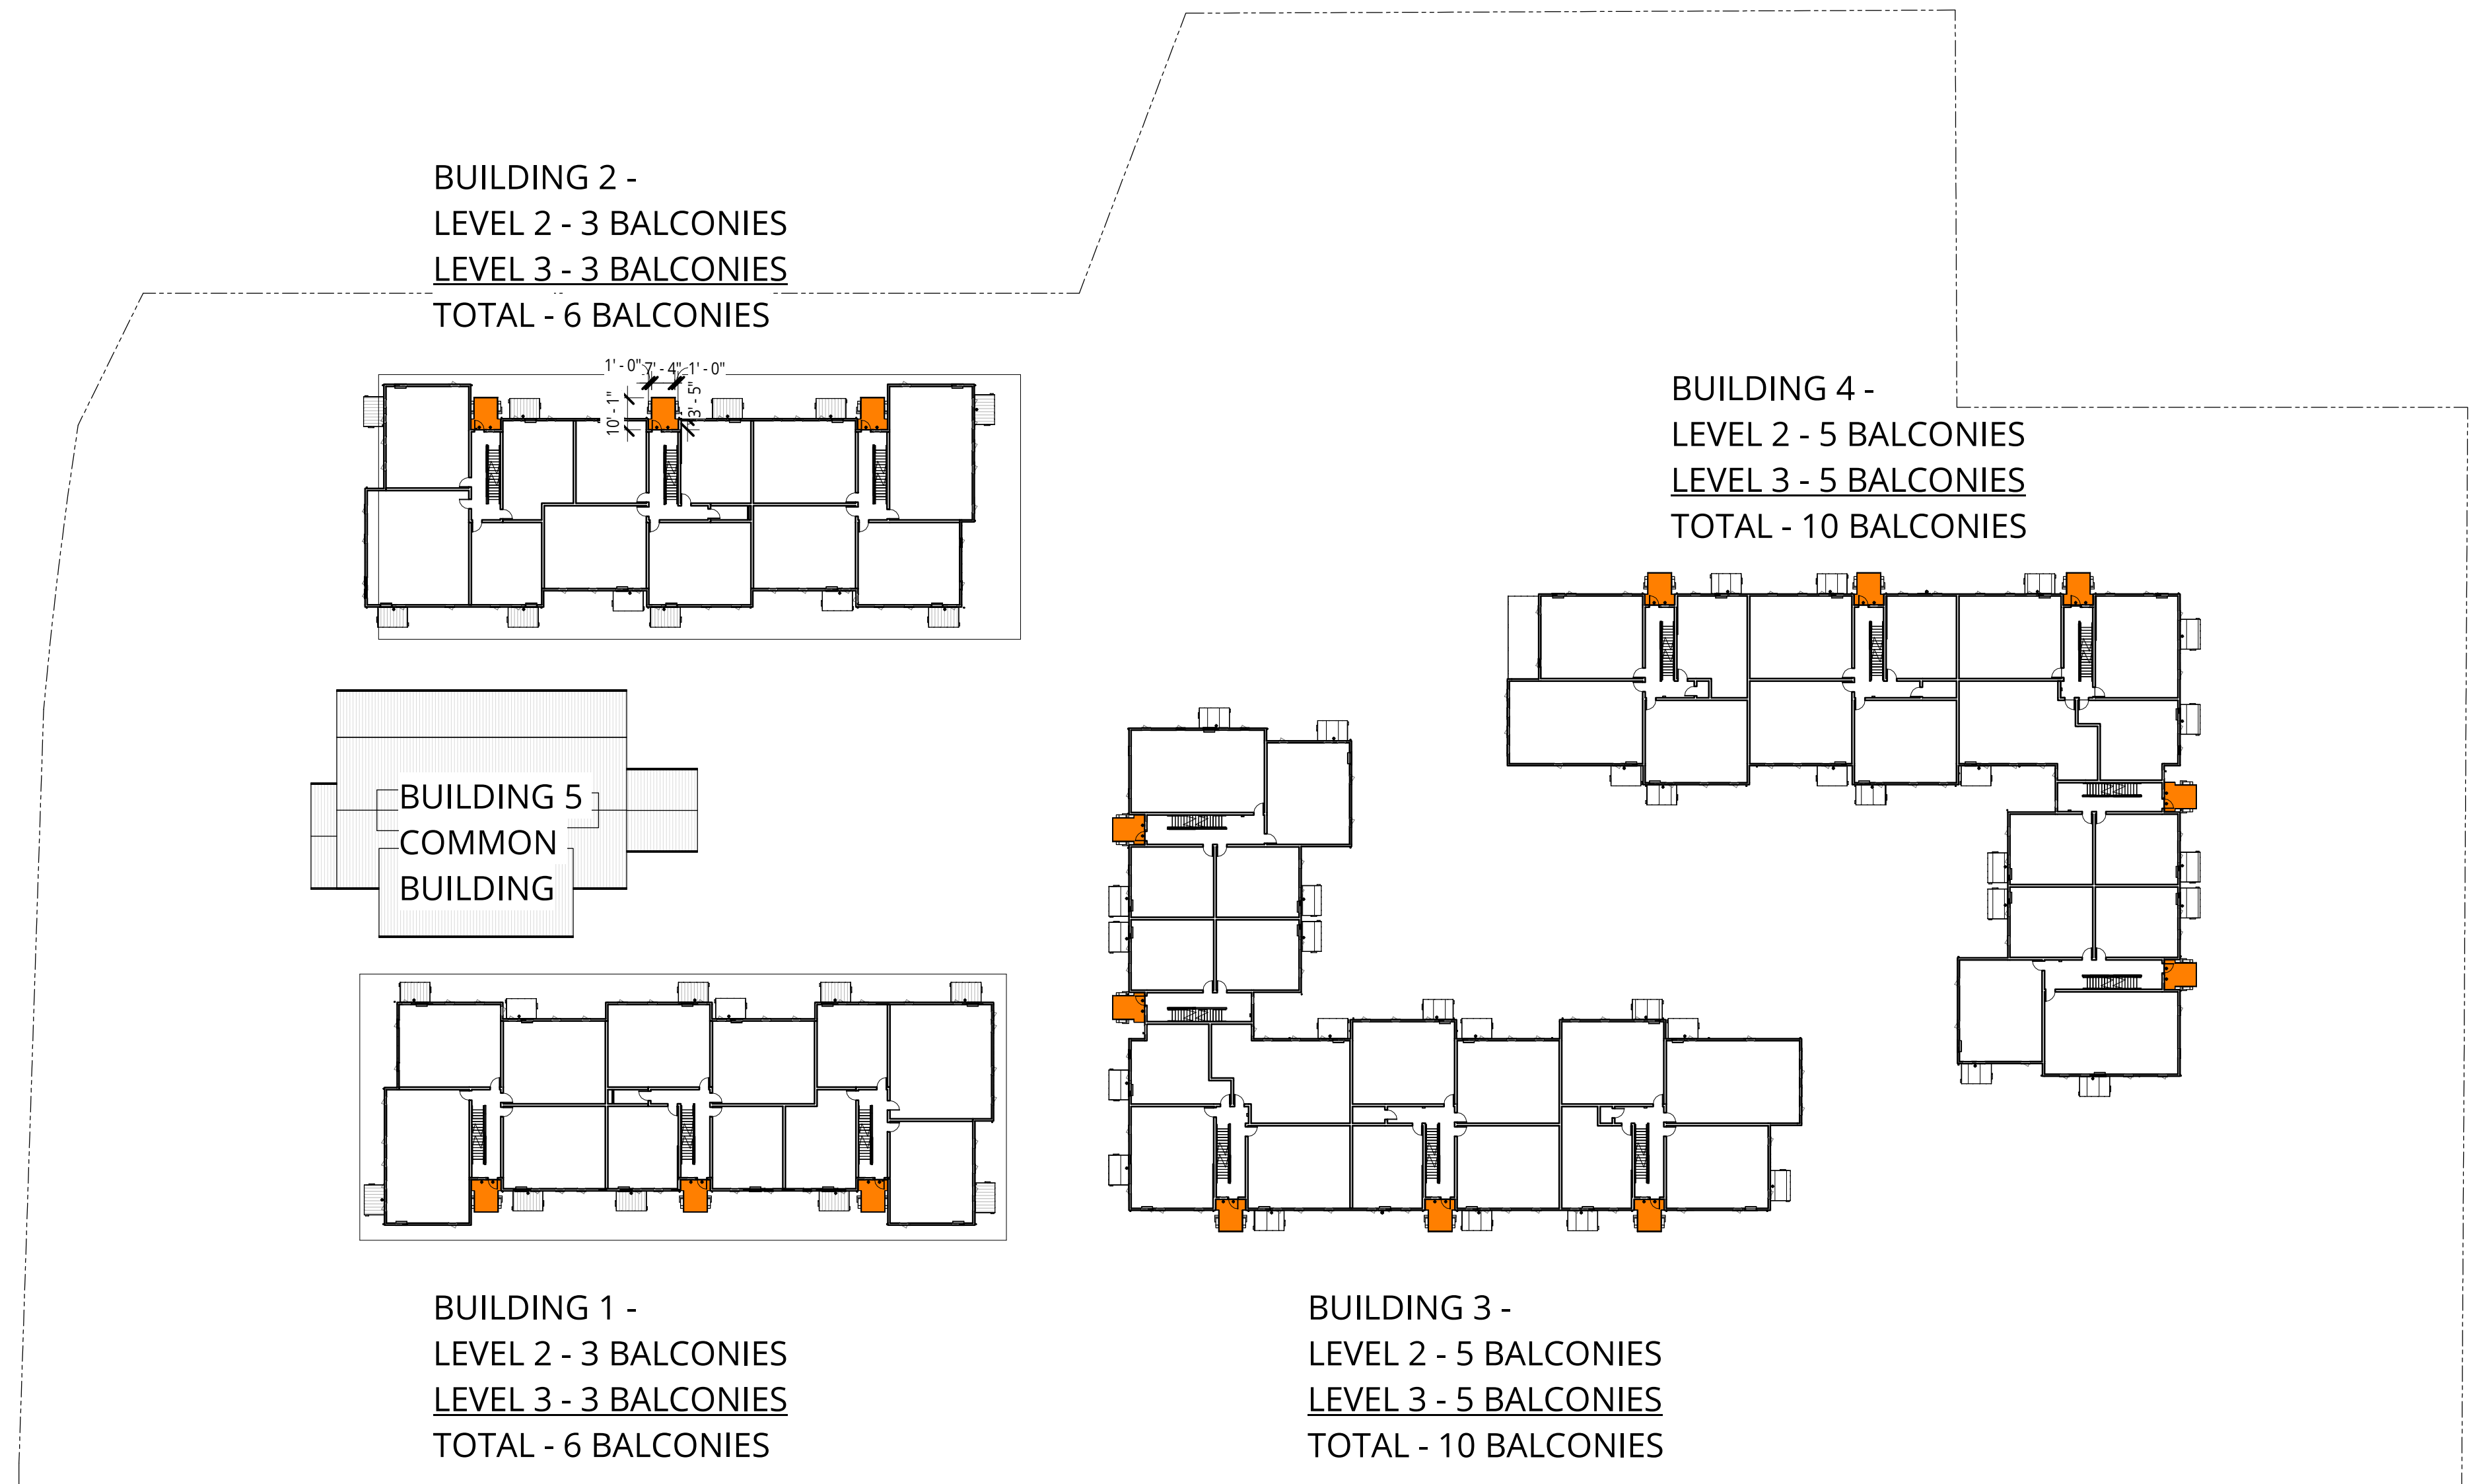 BUILDING 2 -
LEVEL 2 - 3 BALCONIES
LEVEL 3 - 3 BALCONIES
TOTAL - 6 BALCONIES
1' - 0" 7' - 4" 1' - 0"
10' - 1"
3' - 5"
BUILDING 4 -
LEVEL 2 - 5 BALCONIES
LEVEL 3 - 5 BALCONIES
TOTAL - 10 BALCONIES
BUILDING 5
COMMON
BUILDING
BUILDING 1 -
LEVEL 2 - 3 BALCONIES
LEVEL 3 - 3 BALCONIES
TOTAL - 6 BALCONIES
BUILDING 3 -
LEVEL 2 - 5 BALCONIES
LEVEL 3 - 5 BALCONIES
TOTAL - 10 BALCONIES